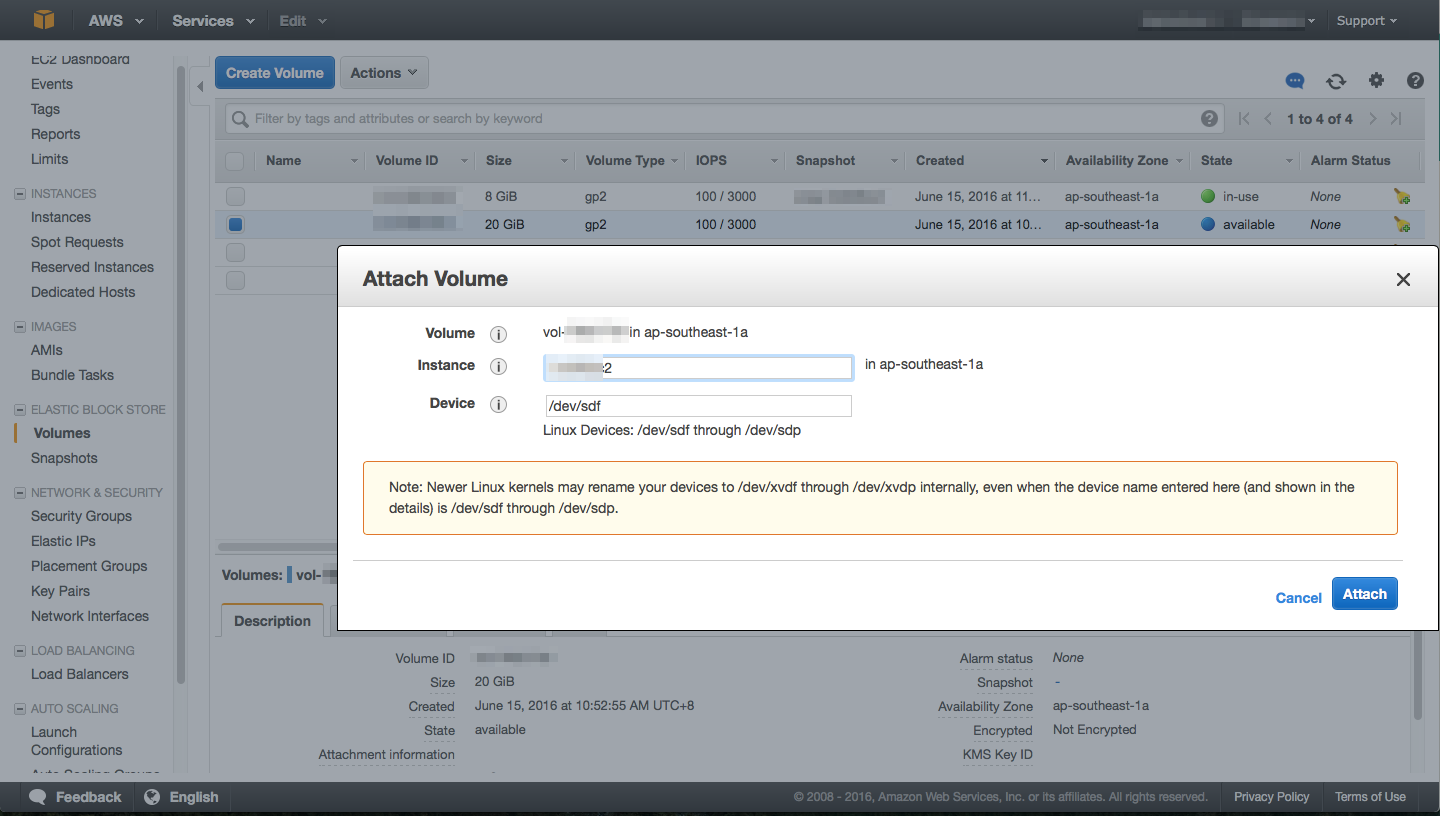 AWS Services Edit Support
EC2 Dashboard
Events
Tags
Reports
Limits
INSTANCES
Instances
Spot Requests
Reserved Instances
Dedicated Hosts
IMAGES
AMIs
Bundle Tasks
ELASTIC BLOCK STORE
Volumes
Snapshots
NETWORK & SECURITY
Security Groups
Elastic IPs
Placement Groups
Key Pairs
Network Interfaces
LOAD BALANCING
Load Balancers
AUTO SCALING
Launch
Configurations
Auto Scaling Groups
Create Volume Actions
Filter by tags and attributes or search by keyword 1 to 4 of 4
Name Volume ID Size Volume Type IOPS Snapshot Created Availability Zone State Alarm Status
8 GiB gp2 100 / 3000 June 15, 2016 at 11... ap-southeast-1a in-use None
20 GiB gp2 100 / 3000 June 15, 2016 at 10... ap-southeast-1a available None
Attach Volume
Volume vol- in ap-southeast-1a
Instance in ap-southeast-1a
Device /dev/sdf
Linux Devices: /dev/sdf through /dev/sdp
Note: Newer Linux kernels may rename your devices to /dev/xvdf through /dev/xvdp internally, even when the device name entered here (and shown in the
details) is /dev/sdf through /dev/sdp.
Cancel Attach
Volumes: vol-
Description
Volume ID
Size 20 GiB
Created June 15, 2016 at 10:52:55 AM UTC+8
State available
Attachment information
Alarm status None
Snapshot -
Availability Zone ap-southeast-1a
Encrypted Not Encrypted
KMS Key ID
Feedback English © 2008 - 2016, Amazon Web Services, Inc. or its affiliates. All rights reserved. Privacy Policy Terms of Use